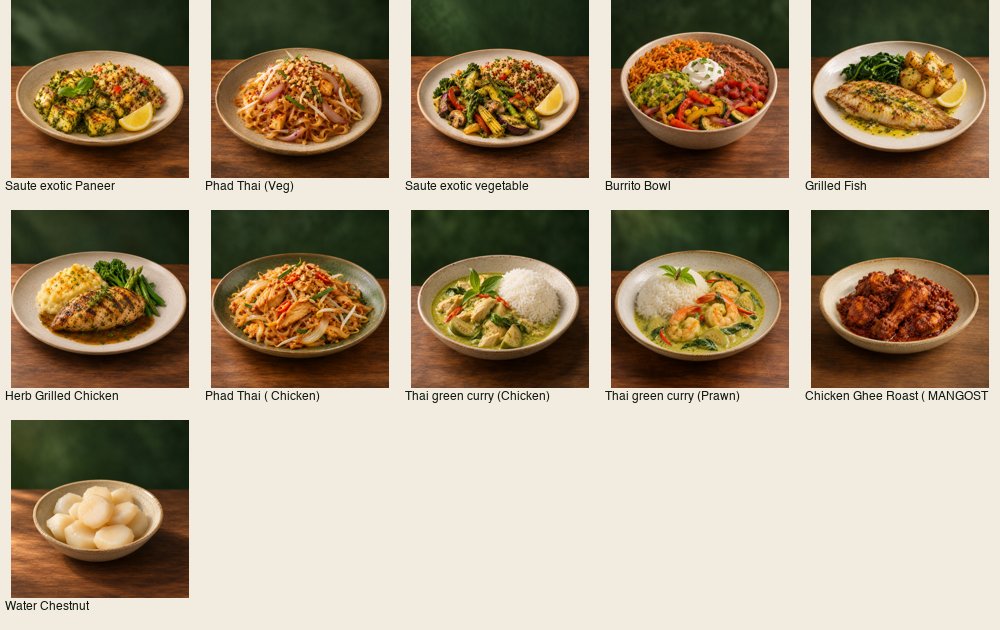 Saute exotic Paneer
Phad Thai (Veg)
Saute exotic vegetable
Burrito Bowl
Grilled Fish
Herb Grilled Chicken
Phad Thai ( Chicken)
Thai green curry (Chicken)
Thai green curry (Prawn)
Chicken Ghee Roast ( MANGOST
Water Chestnut